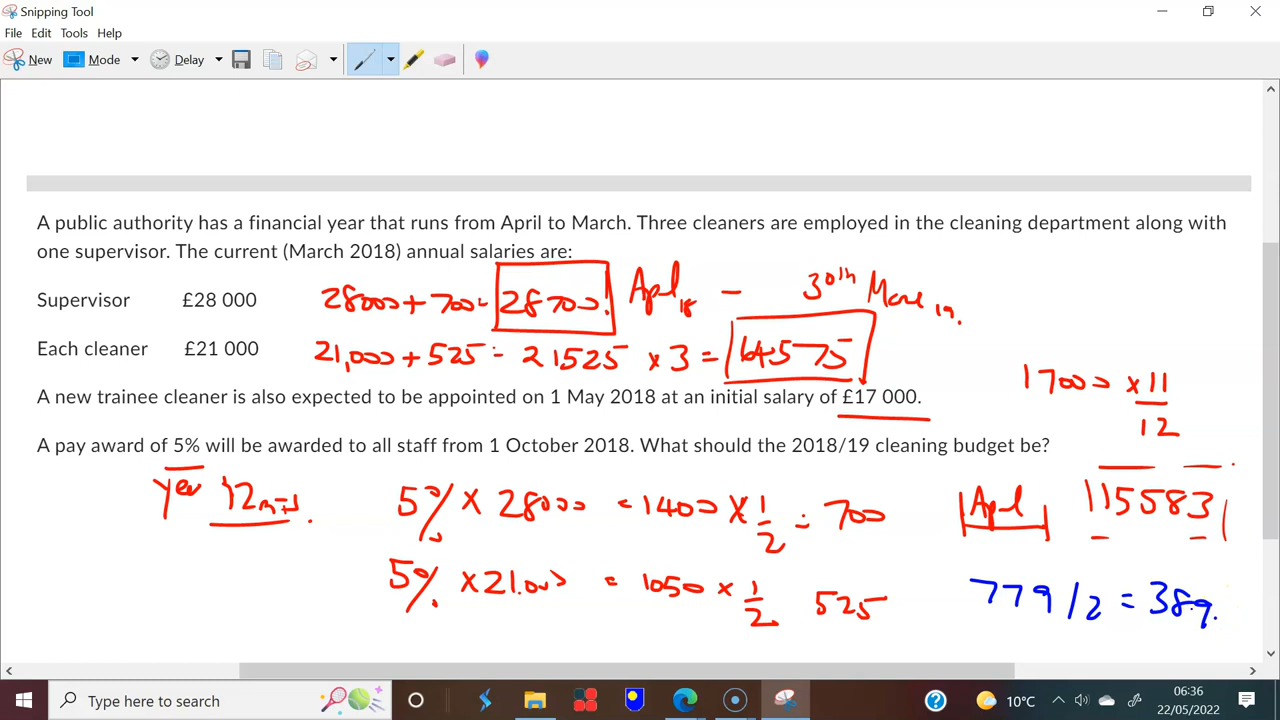 Snipping Tool
File Edit Tools Help
New Mode Delay
A public authority has a financial year that runs from April to March. Three cleaners are employed in the cleaning department along with
one supervisor. The current (March 2018) annual salaries are:
Supervisor £28 000 28000 + 700 = 28700! April 18 – 30th March 19.
Each cleaner £21 000 21,000 + 525 = 21525 × 3 = 64575
17000 × 11
12
A new trainee cleaner is also expected to be appointed on 1 May 2018 at an initial salary of £17 000.
A pay award of 5% will be awarded to all staff from 1 October 2018. What should the 2018/19 cleaning budget be?
year 12 mths. 5% × 28000 = 1400 × 1/2 = 700 April 115583
5% × 21.000 = 1050 × 1/2 525 779/2 = 389.
Type here to search 10°C 06:36
22/05/2022